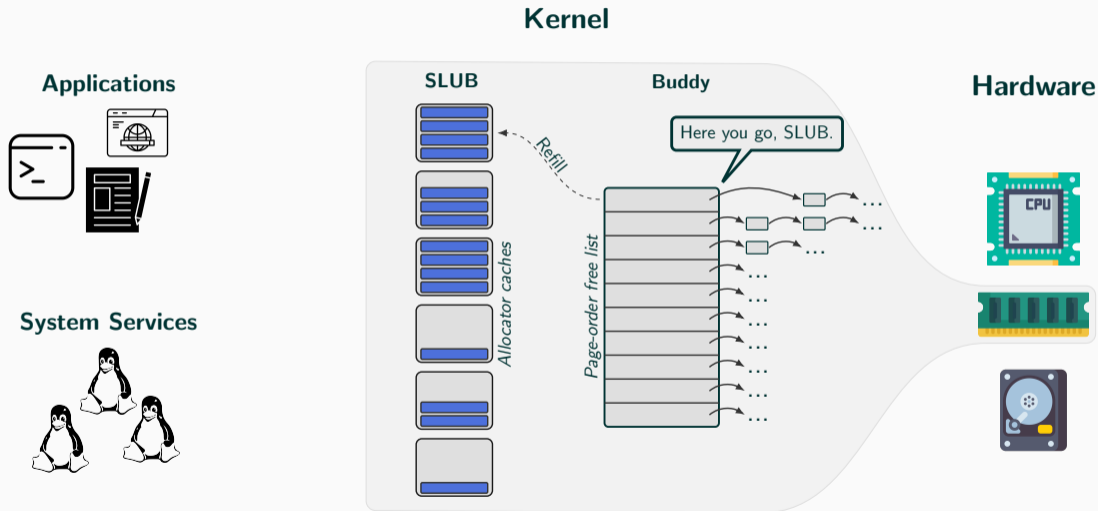 Kernel
Applications
SLUB
Buddy
Hardware
Here you go, SLUB.
Refill
CPU
Allocator caches
Page-order free list
...
...
...
...
...
...
...
...
...
...
System Services
>_